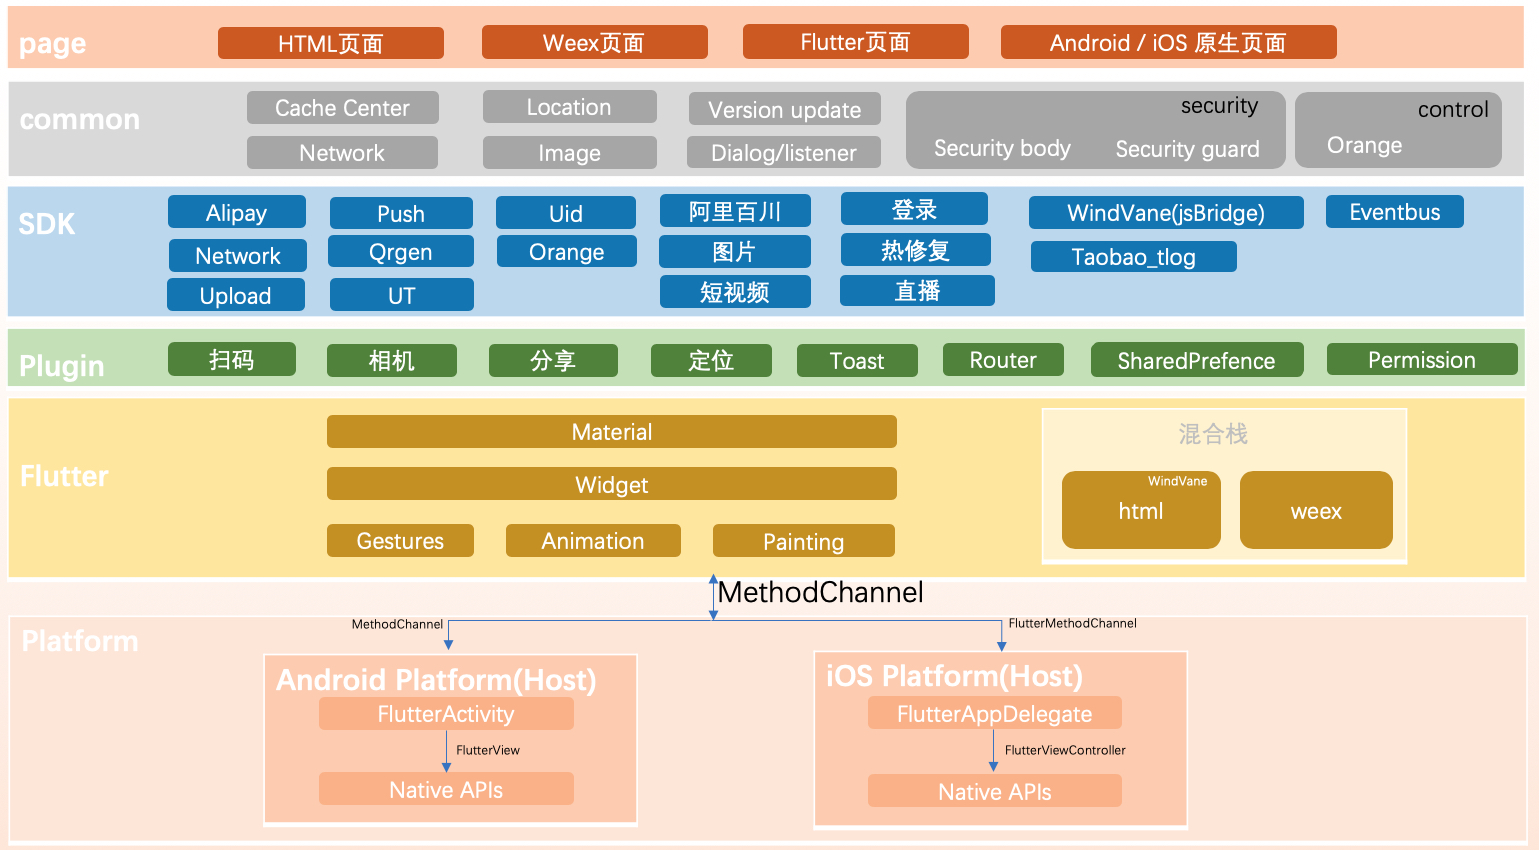 page
HTML页面
Weex页面
Flutter页面
Android / iOS 原生页面
common
Cache Center
Location
Version update
security
control
Network
Image
Dialog/listener
Security body
Security guard
Orange
SDK
Alipay
Push
Uid
阿里百川
登录
WindVane(jsBridge)
Eventbus
Network
Qrgen
Orange
图片
热修复
Taobao_tlog
Upload
UT
短视频
直播
Plugin
扫码
相机
分享
定位
Toast
Router
SharedPrefence
Permission
Flutter
Material
Widget
Gestures
Animation
Painting
混合栈
WindVane
html
weex
MethodChannel
Platform
MethodChannel
FlutterMethodChannel
Android Platform(Host)
FlutterActivity
FlutterView
Native APIs
iOS Platform(Host)
FlutterAppDelegate
FlutterViewController
Native APIs